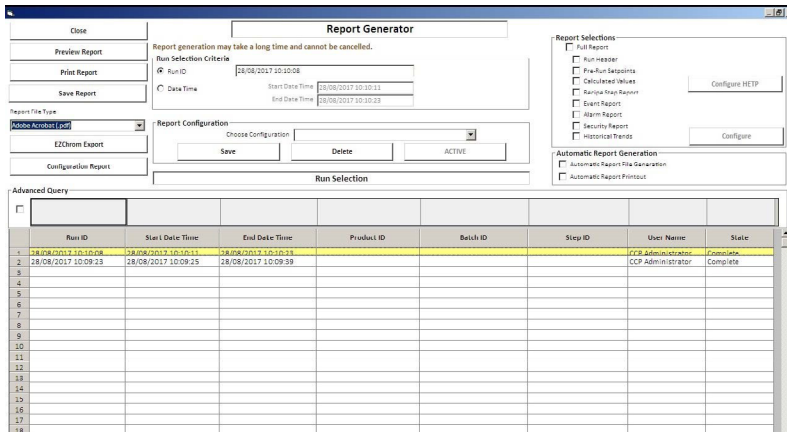 Report Generator
Close
Preview Report
Print Report
Save Report
Report File Type
Adobe Acrobat (.pdf)
EZChrom Export
Configuration Report
Report generation may take a long time and cannot be cancelled.
Run Selection Criteria
Run ID 28/08/2017 10:10:08
Date Time Start Date Time 28/08/2017 10:10:11
End Date Time 28/08/2017 10:10:23
Report Configuration
Choose Configuration
Save Delete ACTIVE
Run Selection
Report Selections
Full Report
Run Header
Pre-Run Setpoints
Calculated Values
Recipe Step Report
Event Report
Alarm Report
Security Report
Historical Trends
Configure HETP
Configure
Automatic Report Generation
Automatic Report File Generation
Automatic Report Printout
Advanced Query
Run ID Start Date Time End Date Time Product ID Batch ID Step ID User Name State
1 28/08/2017 10:10:08 28/08/2017 10:10:11 28/08/2017 10:10:23 CCP Administrator Complete
2 28/08/2017 10:09:23 28/08/2017 10:09:25 28/08/2017 10:09:39 CCP Administrator Complete
3
4
5
6
7
8
9
10
11
12
13
14
15
16
17
18